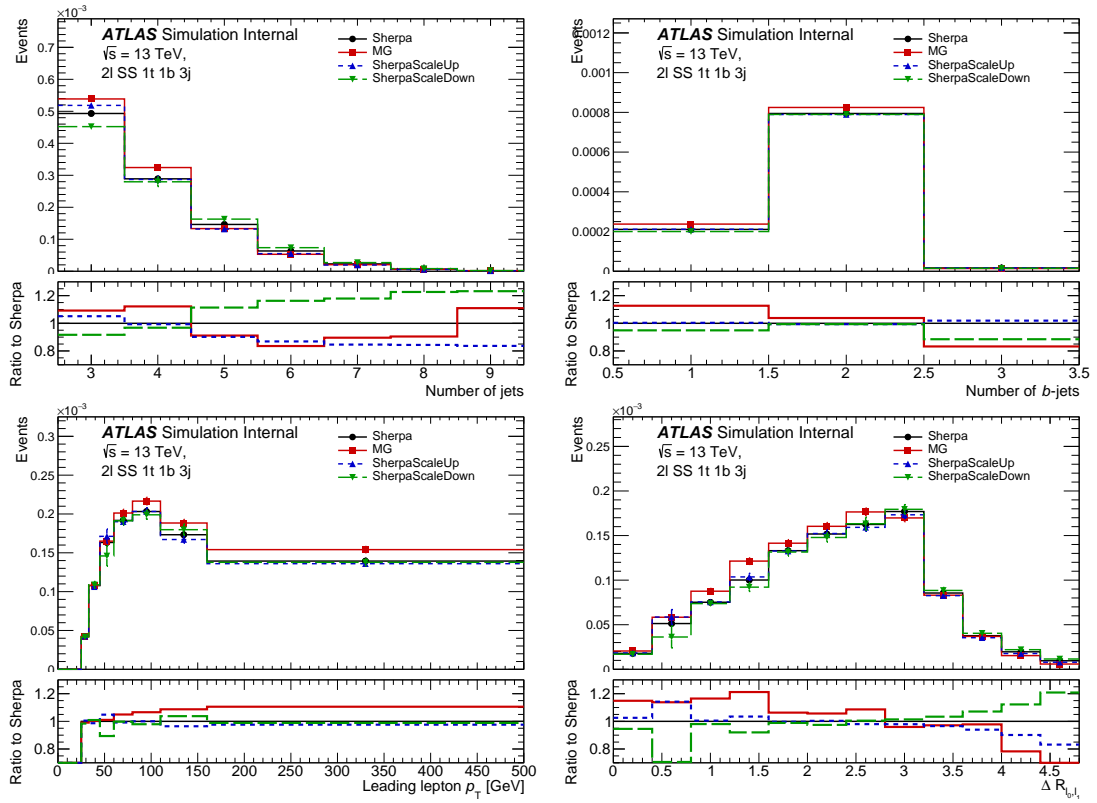 ×10⁻³
Events
ATLAS Simulation Internal
√s = 13 TeV,
2l SS 1t 1b 3j
Sherpa
MG
SherpaScaleUp
SherpaScaleDown
0.7
0.6
0.5
0.4
0.3
0.2
0.1
0
Ratio to Sherpa
1.2
1
0.8
3 4 5 6 7 8 9
Number of jets
Events
ATLAS Simulation Internal
√s = 13 TeV,
2l SS 1t 1b 3j
Sherpa
MG
SherpaScaleUp
SherpaScaleDown
0.0012
0.001
0.0008
0.0006
0.0004
0.0002
0
Ratio to Sherpa
1.2
1
0.8
0.5 1 1.5 2 2.5 3 3.5
Number of b-jets
×10⁻³
Events
ATLAS Simulation Internal
√s = 13 TeV,
2l SS 1t 1b 3j
Sherpa
MG
SherpaScaleUp
SherpaScaleDown
0.3
0.25
0.2
0.15
0.1
0.05
0
Ratio to Sherpa
1.2
1
0.8
0 50 100 150 200 250 300 350 400 450 500
Leading lepton p_T [GeV]
×10⁻³
Events
ATLAS Simulation Internal
√s = 13 TeV,
2l SS 1t 1b 3j
Sherpa
MG
SherpaScaleUp
SherpaScaleDown
0.25
0.2
0.15
0.1
0.05
0
Ratio to Sherpa
1.2
1
0.8
0 0.5 1 1.5 2 2.5 3 3.5 4 4.5
Δ R_{l₀,l₁}